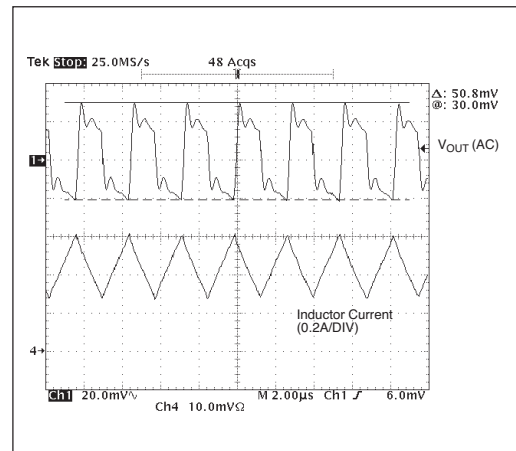 Tek Stop: 25.0MS/s 48 Acqs
Δ: 50.8mV
@: 30.0mV
VOUT (AC)
1
Inductor Current
(0.2A/DIV)
4
Ch1 20.0mV∿ M 2.00µs Ch1 ʃ 6.0mV
Ch4 10.0mVΩ